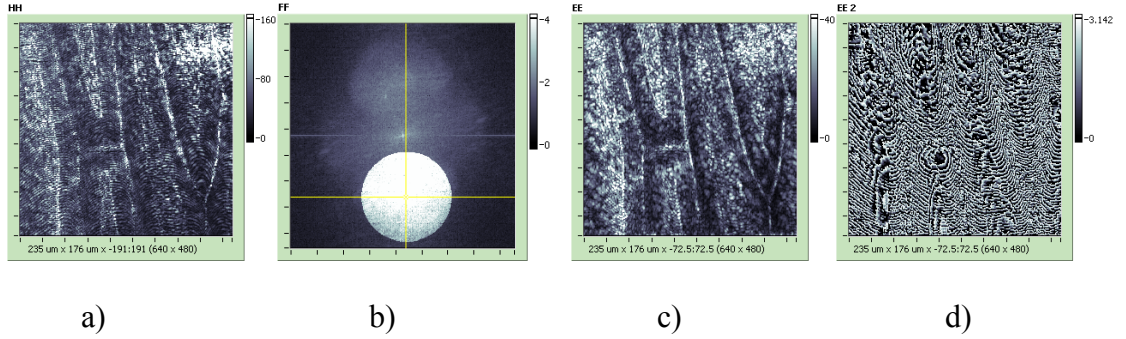 HH
-160
-80
-0
235 um x 176 um x -191:191 (640 x 480)
FF
-4
-2
-0
EE
-40
-0
235 um x 176 um x -72.5:72.5 (640 x 480)
EE 2
-3.142
-0
235 um x 176 um x -72.5:72.5 (640 x 480)
a)
b)
c)
d)